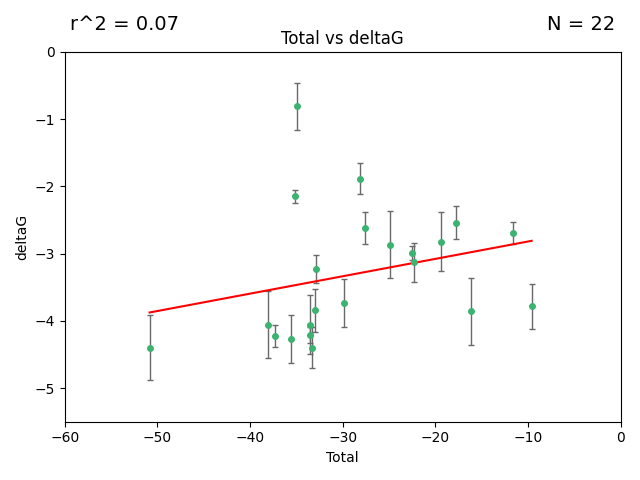 r^2 = 0.07
N = 22
Total vs deltaG
0
−1
−2
−3
−4
−5
deltaG
−60
−50
−40
−30
−20
−10
0
Total